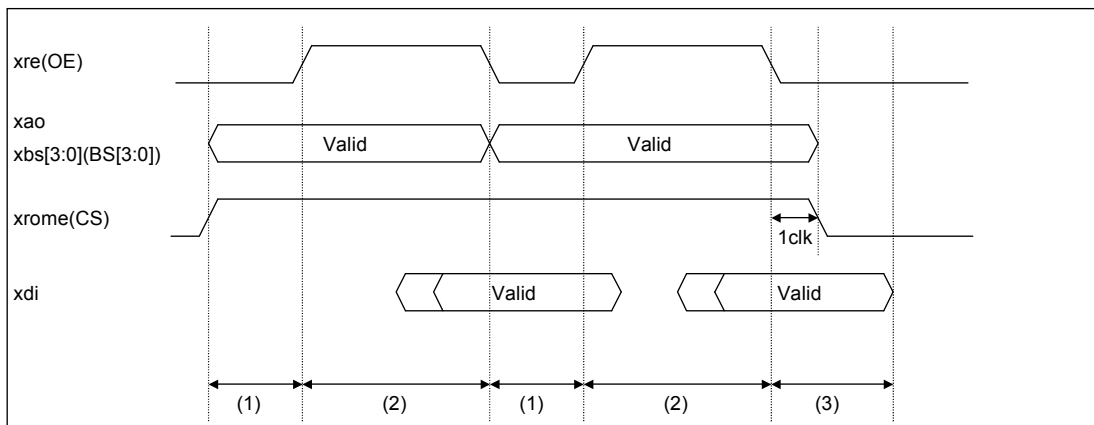 xre(OE)
xao
xbs[3:0](BS[3:0])
Valid
Valid
xrome(CS)
1clk
xdi
Valid
Valid
(1)
(2)
(1)
(2)
(3)